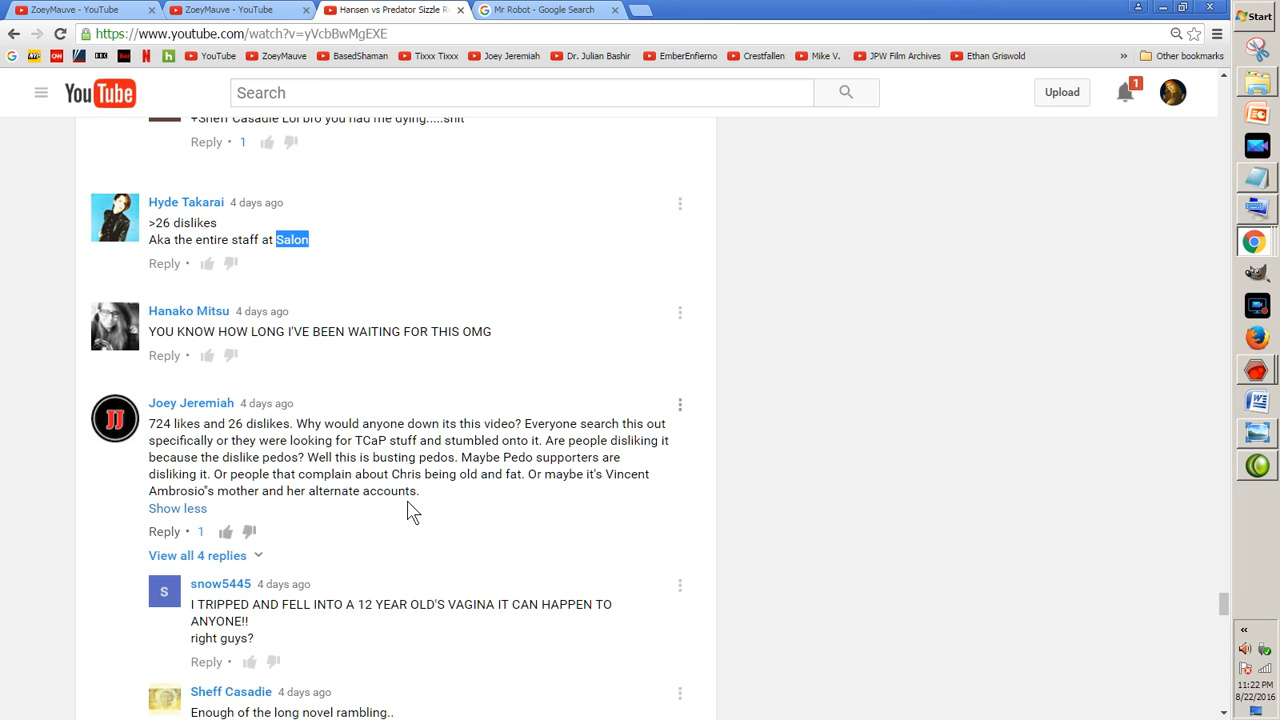 ZoeyMauve - YouTube
ZoeyMauve - YouTube
Hansen vs Predator Sizzle R
Mr Robot - Google Search
https://www.youtube.com/watch?v=yVcbBwMgEXE
YouTube
ZoeyMauve
BasedShaman
Tixxx Tixxx
Joey Jeremiah
Dr. Julian Bashir
EmberEnfierno
Crestfallen
Mike V.
JPW Film Archives
Ethan Griswold
»
Other bookmarks
Start
YouTube
Search
Upload
1
+Sheff Casadie Lol bro you had me dying.....shit
Reply • 1
Hyde Takarai 4 days ago
>26 dislikes
Aka the entire staff at Salon
Reply •
Hanako Mitsu 4 days ago
YOU KNOW HOW LONG I'VE BEEN WAITING FOR THIS OMG
Reply •
JJ
Joey Jeremiah 4 days ago
724 likes and 26 dislikes. Why would anyone down its this video? Everyone search this out
specifically or they were looking for TCaP stuff and stumbled onto it. Are people disliking it
because the dislike pedos? Well this is busting pedos. Maybe Pedo supporters are
disliking it. Or people that complain about Chris being old and fat. Or maybe it's Vincent
Ambrosio"s mother and her alternate accounts.
Show less
Reply • 1
View all 4 replies
S
snow5445 4 days ago
I TRIPPED AND FELL INTO A 12 YEAR OLD'S VAGINA IT CAN HAPPEN TO
ANYONE!!
right guys?
Reply •
Sheff Casadie 4 days ago
Enough of the long novel rambling..
«
11:22 PM
8/22/2016